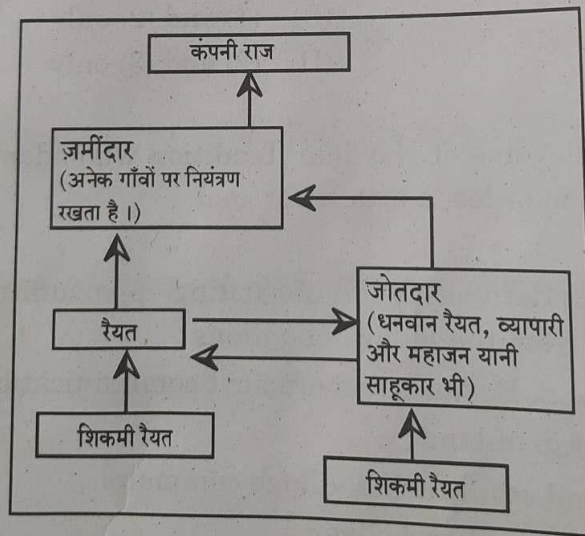 कंपनी राज
ज़मींदार
(अनेक गाँवों पर नियंत्रण
रखता है।)
जोतदार
(धनवान रैयत, व्यापारी
और महाजन यानी
साहूकार भी)
रैयत
शिकमी रैयत
शिकमी रैयत